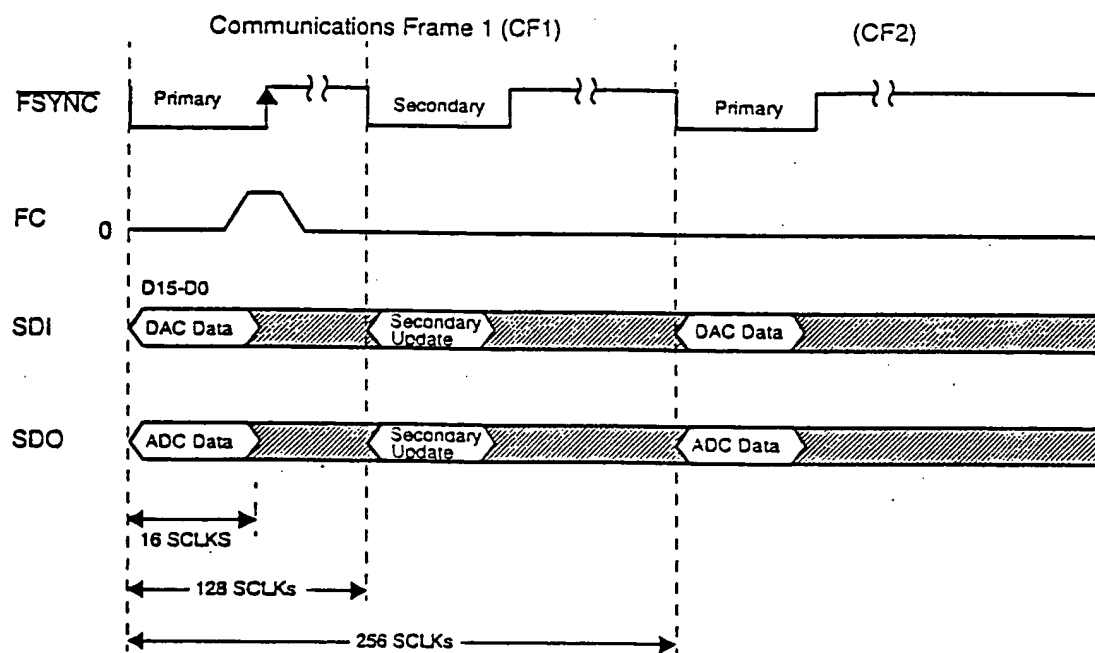 Communications Frame 1 (CF1)
(CF2)
FSYNC
Primary
Secondary
Primary
FC
0
D15-D0
SDI
DAC Data
Secondary
Update
DAC Data
SDO
ADC Data
Secondary
Update
ADC Data
16 SCLKS
128 SCLKs
256 SCLKs